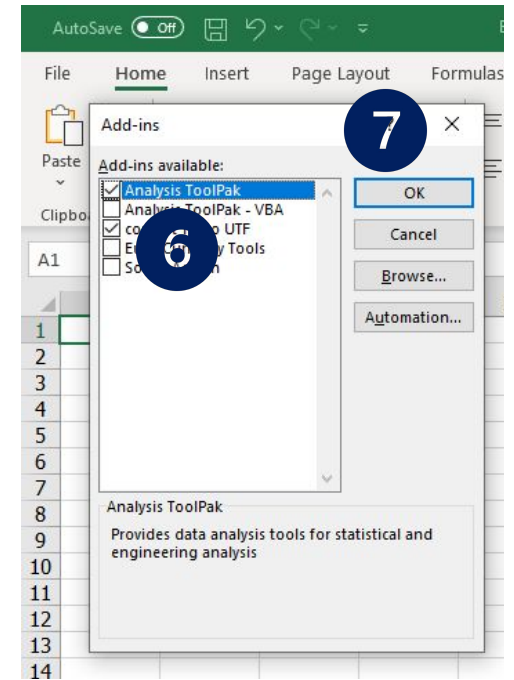 AutoSave Off
File Home Insert Page Layout Formulas
Paste
Add-ins
7
Add-ins available:
Analysis ToolPak
Analysis ToolPak - VBA
UTF
Tools
6
OK
Cancel
Browse...
Automation...
A1
1
2
3
4
5
6
7
8
9
10
11
12
13
14
Analysis ToolPak
Provides data analysis tools for statistical and
engineering analysis